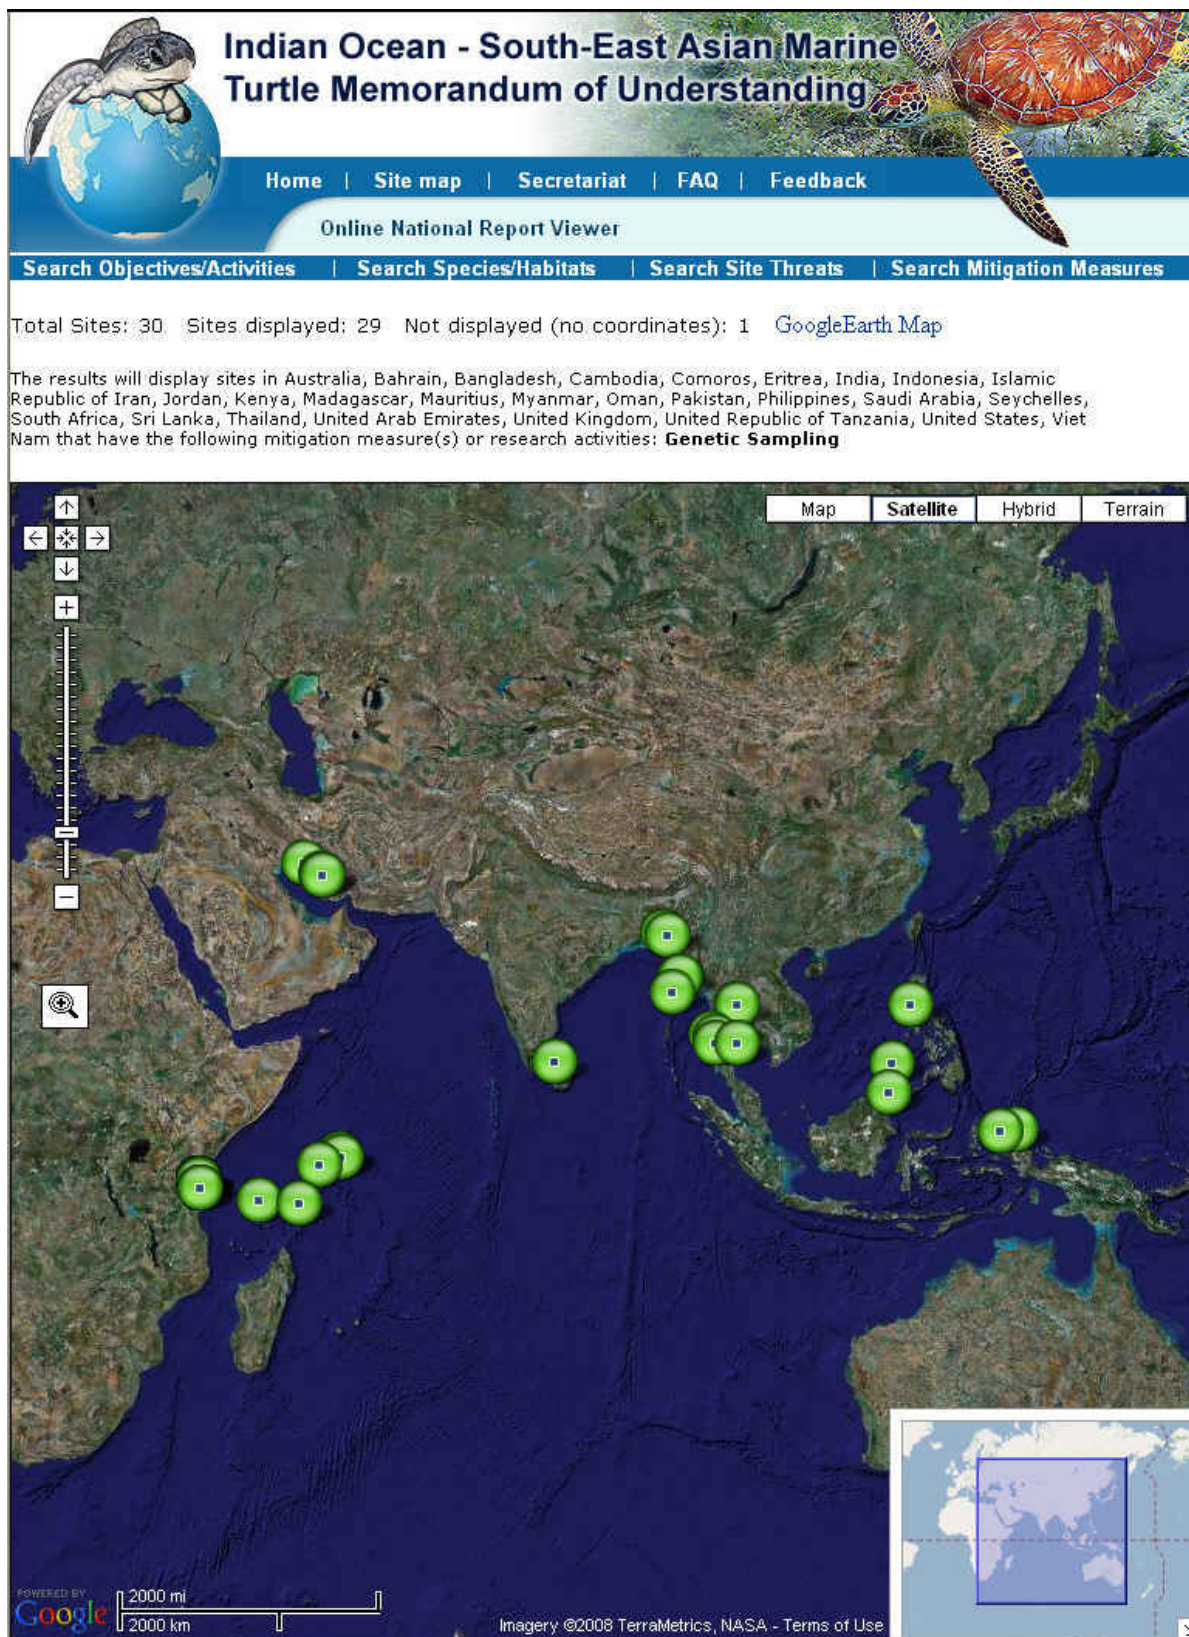 Indian Ocean - South-East Asian Marine
Turtle Memorandum of Understanding
Home | Site map | Secretariat | FAQ | Feedback
Online National Report Viewer
Search Objectives/Activities | Search Species/Habitats | Search Site Threats | Search Mitigation Measures
Total Sites: 30 Sites displayed: 29 Not displayed (no coordinates): 1 GoogleEarth Map
The results will display sites in Australia, Bahrain, Bangladesh, Cambodia, Comoros, Eritrea, India, Indonesia, Islamic
Republic of Iran, Jordan, Kenya, Madagascar, Mauritius, Myanmar, Oman, Pakistan, Philippines, Saudi Arabia, Seychelles,
South Africa, Sri Lanka, Thailand, United Arab Emirates, United Kingdom, United Republic of Tanzania, United States, Viet
Nam that have the following mitigation measure(s) or research activities: Genetic Sampling
Map Satellite Hybrid Terrain
POWERED BY
Google
2000 mi
2000 km
Imagery ©2008 TerraMetrics, NASA - Terms of Use